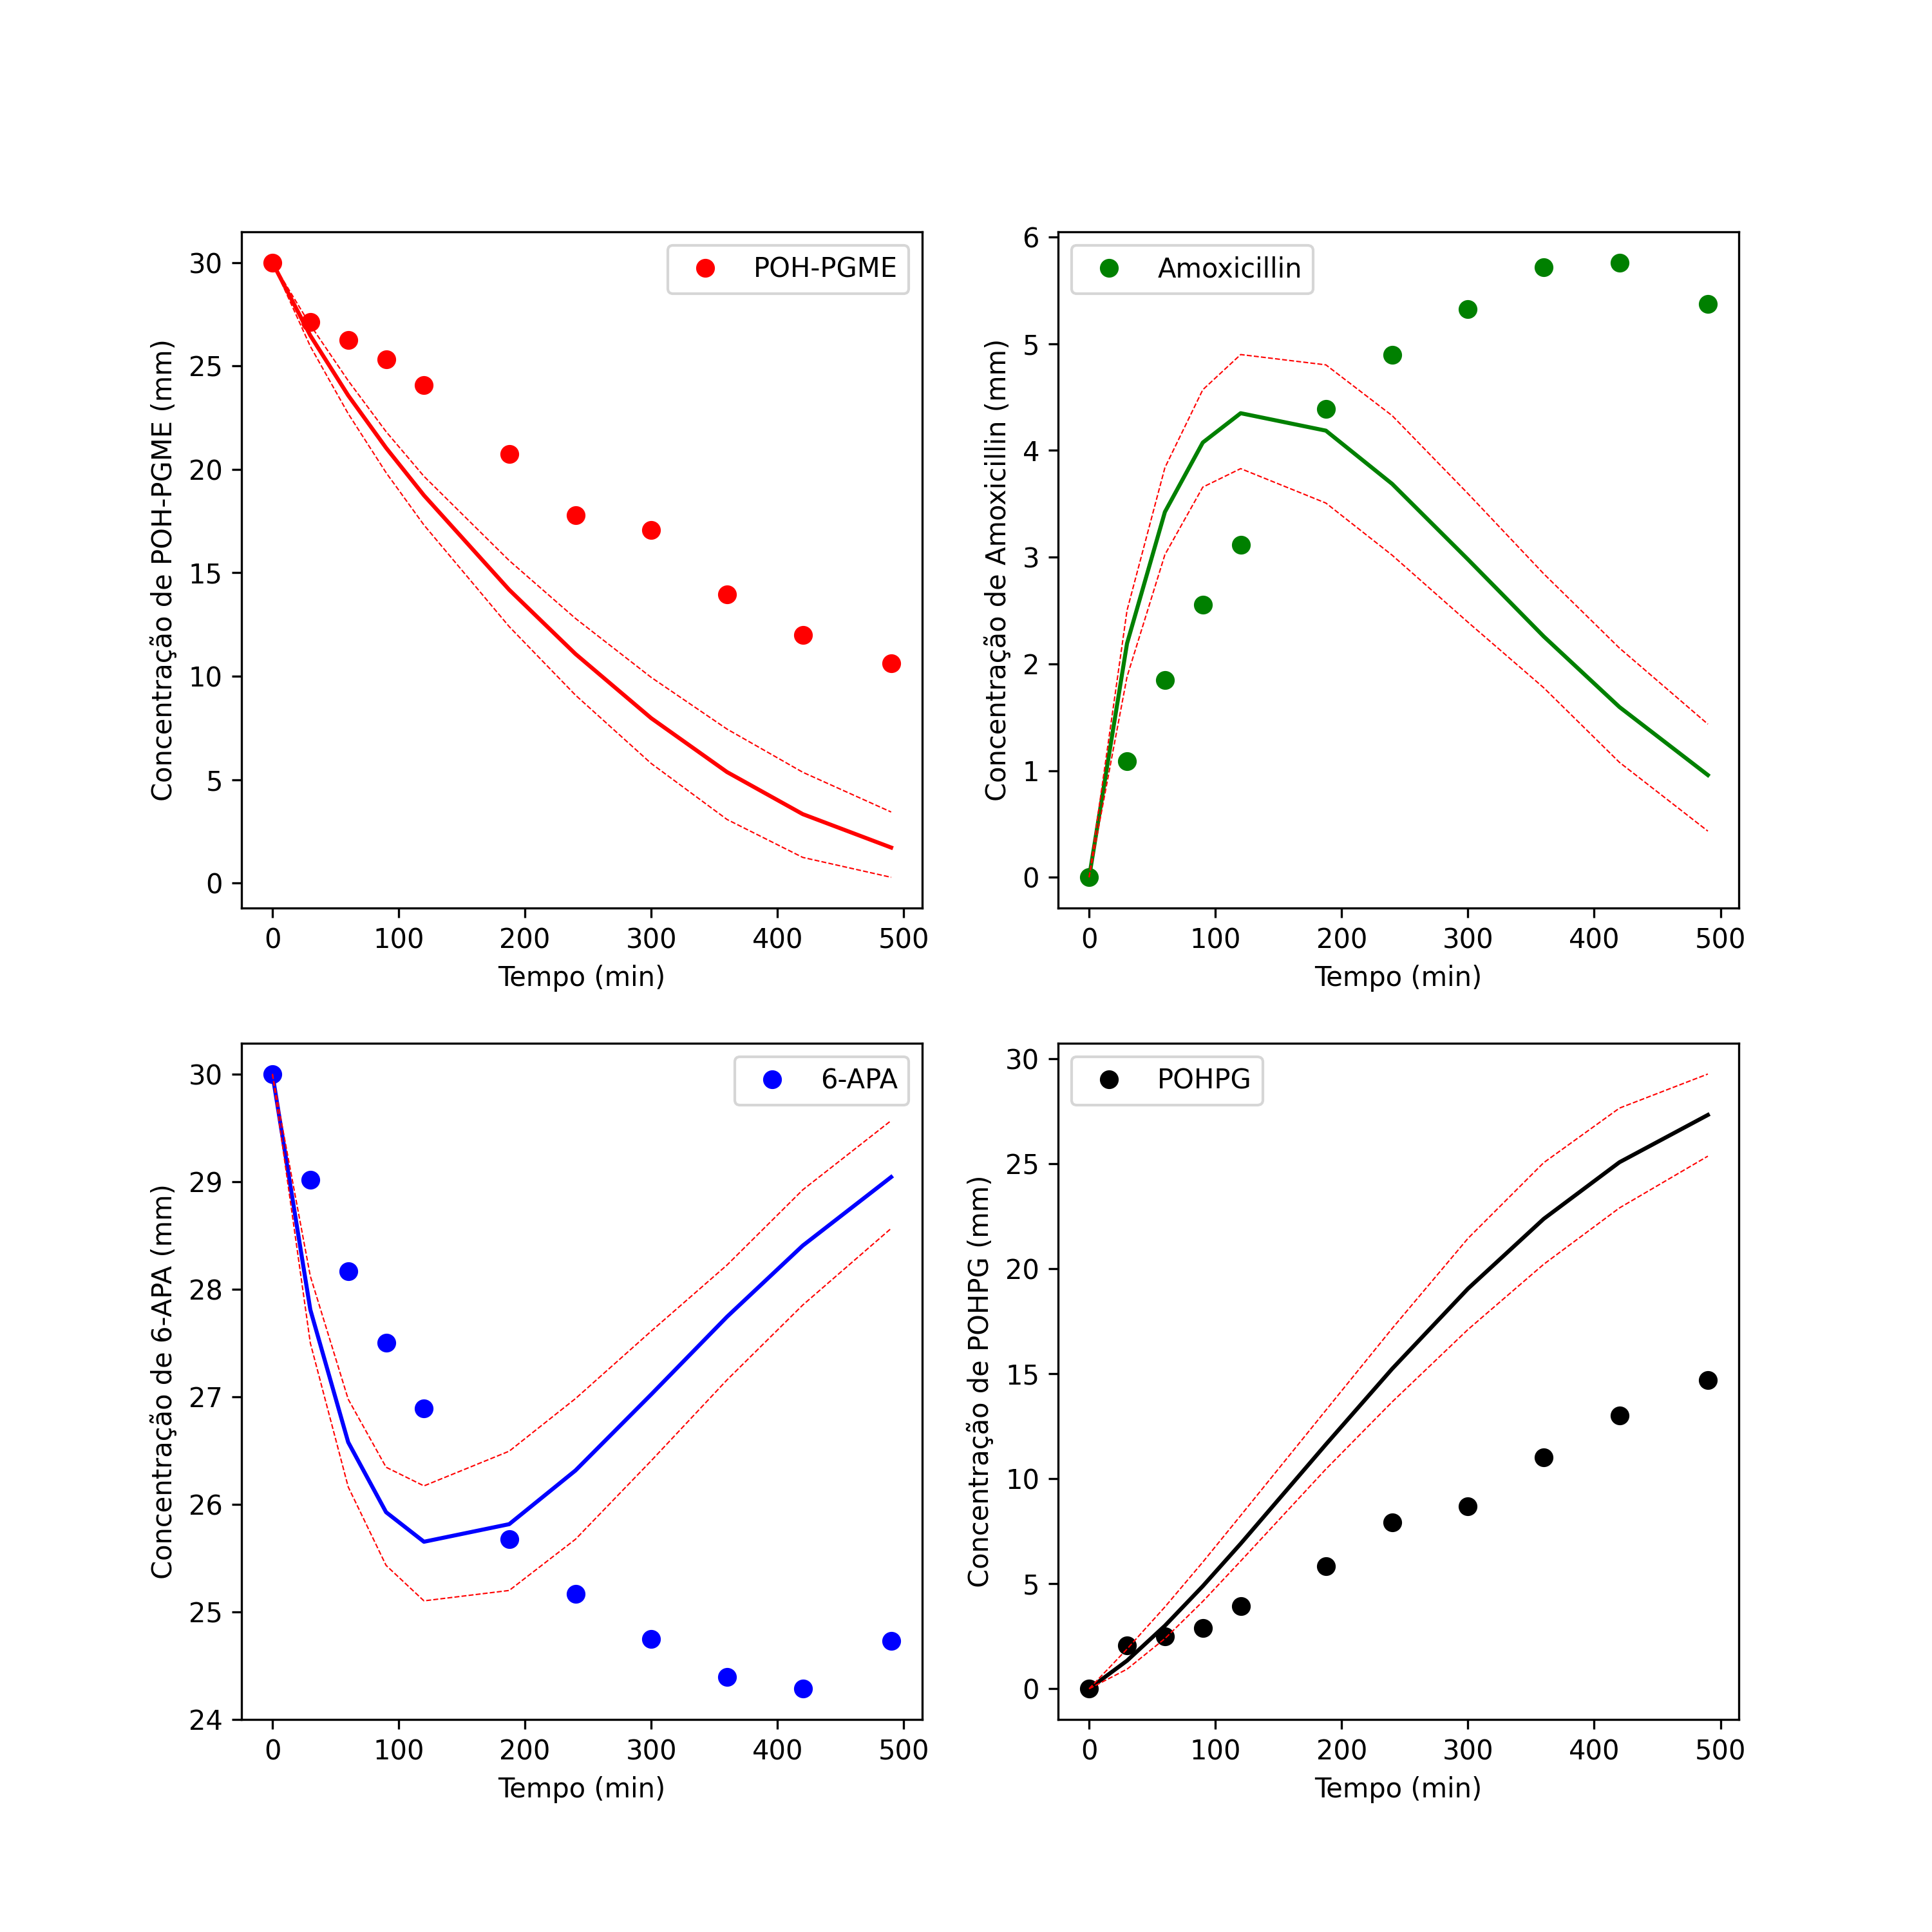 POH-PGME
Concentração de POH-PGME (mm)
30
25
20
15
10
5
0
0 100 200 300 400 500
Tempo (min)
Amoxicillin
Concentração de Amoxicillin (mm)
6
5
4
3
2
1
0
0 100 200 300 400 500
Tempo (min)
6-APA
Concentração de 6-APA (mm)
30
29
28
27
26
25
24
0 100 200 300 400 500
Tempo (min)
POHPG
Concentração de POHPG (mm)
30
25
20
15
10
5
0
0 100 200 300 400 500
Tempo (min)